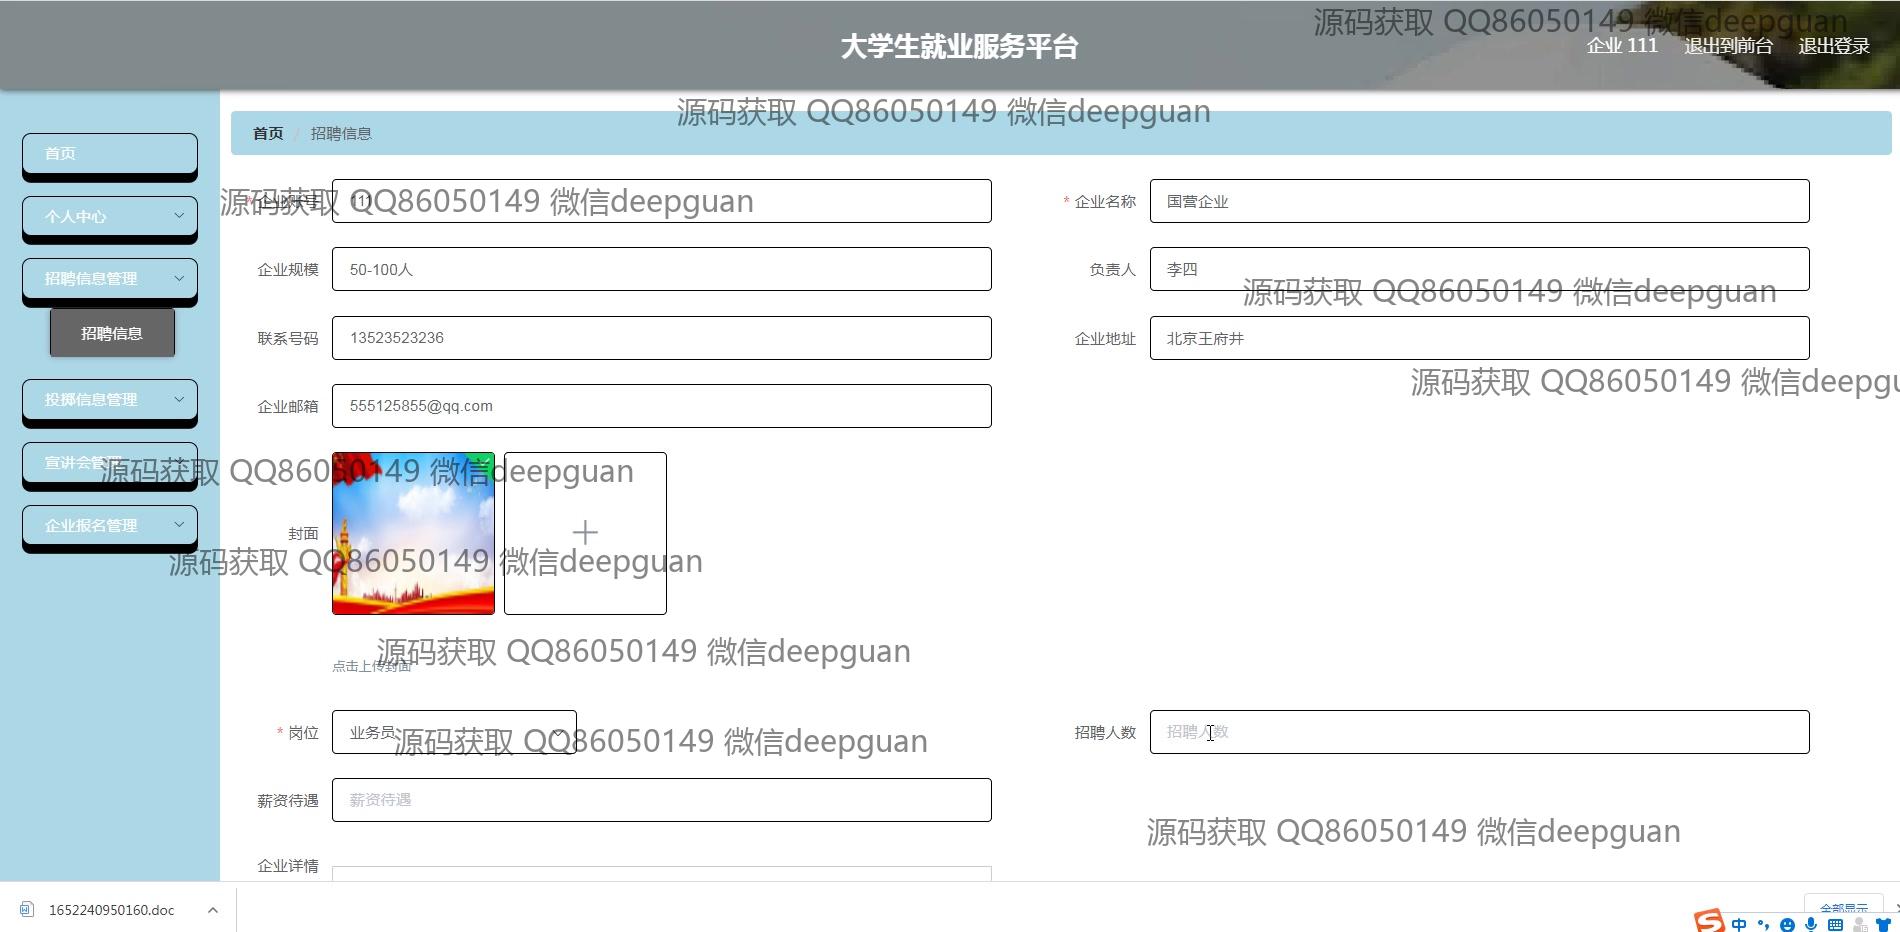 源码获取 QQ86050149 微信deepguan
大学生就业服务平台
企业 111 退出到前台 退出登录
源码获取 QQ86050149 微信deepguan
首页 / 招聘信息
首页
个人中心
招聘信息管理
招聘信息
投掷信息管理
宣讲会管理
企业报名管理
源码获取 QQ86050149 微信deepguan
* 企业账号 111
* 企业名称 国营企业
企业规模 50-100人
负责人 李四
源码获取 QQ86050149 微信deepguan
联系号码 13523523236
企业地址 北京王府井
源码获取 QQ86050149 微信deepgu
企业邮箱 555125855@qq.com
源码获取 QQ86050149 微信deepguan
封面
源码获取 QQ86050149 微信deepguan
源码获取 QQ86050149 微信deepguan
点击上传封面
* 岗位 业务员
招聘人数 招聘人数
源码获取 QQ86050149 微信deepguan
薪资待遇 薪资待遇
源码获取 QQ86050149 微信deepguan
企业详情
1652240950160.doc
全部显示
中